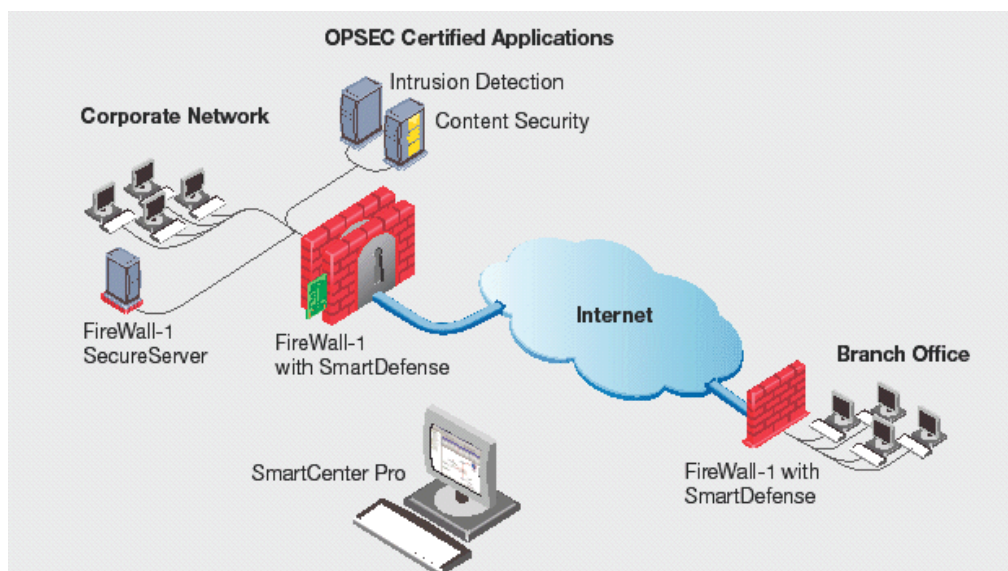 OPSEC Certified Applications
Intrusion Detection
Content Security
Corporate Network
FireWall-1
SecureServer
FireWall-1
with SmartDefense
Internet
Branch Office
FireWall-1 with
SmartDefense
SmartCenter Pro